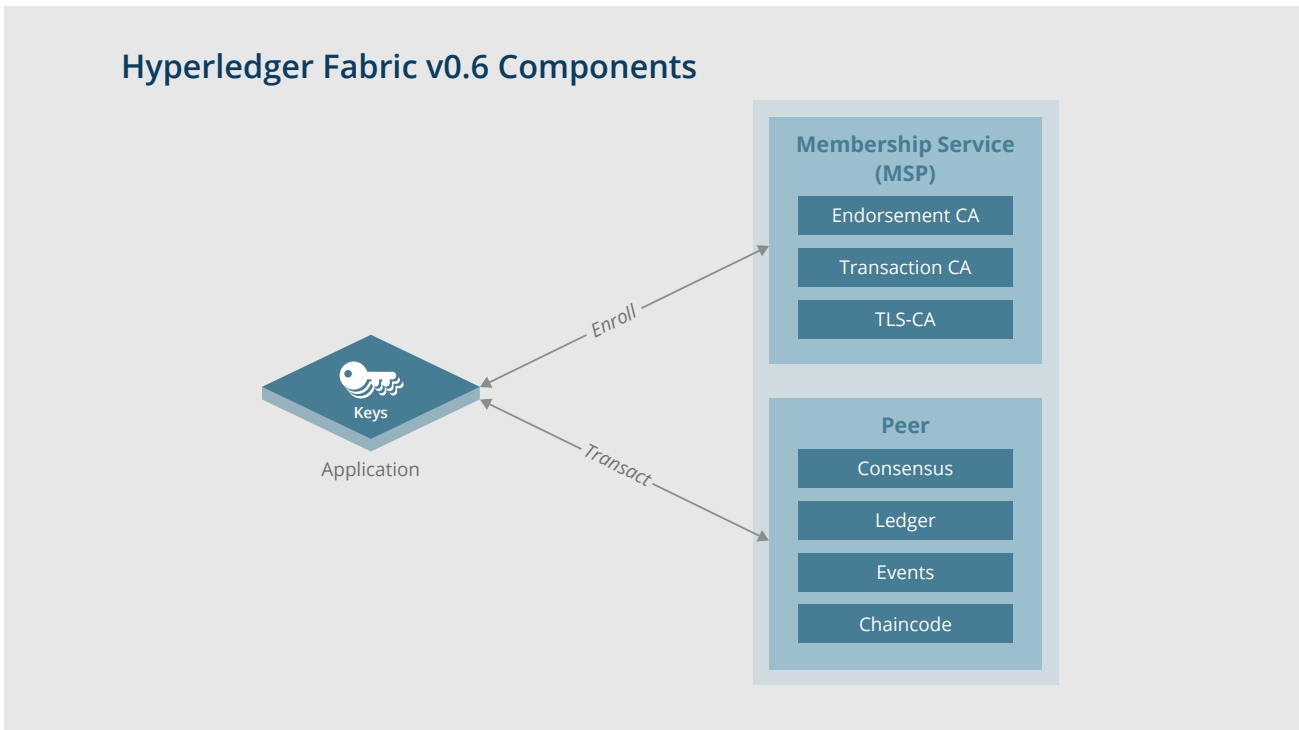 Hyperledger Fabric v0.6 Components
Membership Service
(MSP)
Endorsement CA
Transaction CA
TLS-CA
Enroll
Keys
Application
Transact
Peer
Consensus
Ledger
Events
Chaincode